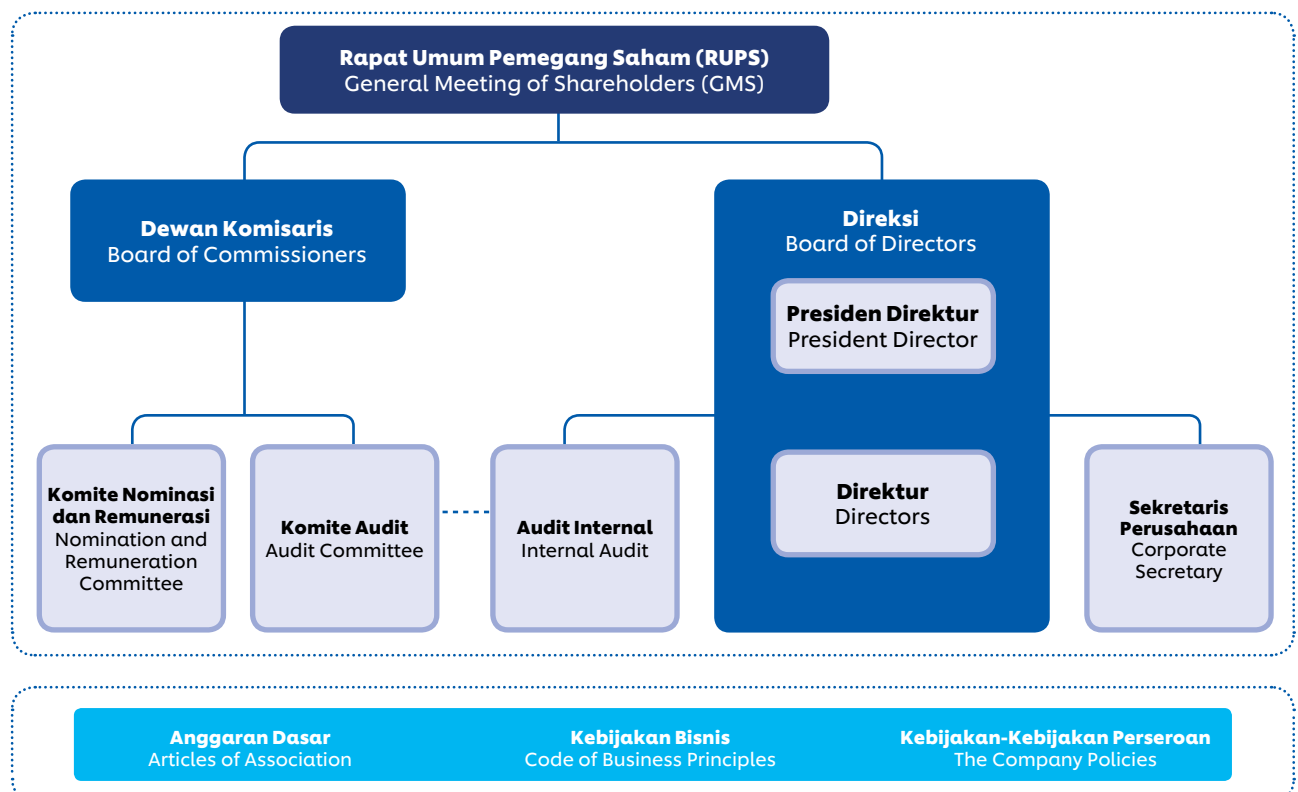 Rapat Umum Pemegang Saham (RUPS)
General Meeting of Shareholders (GMS)
Dewan Komisaris
Board of Commissioners
Direksi
Board of Directors
Presiden Direktur
President Director
Direktur
Directors
Komite Nominasi
dan Remunerasi
Nomination and
Remuneration
Committee
Komite Audit
Audit Committee
Audit Internal
Internal Audit
Sekretaris
Perusahaan
Corporate
Secretary
Anggaran Dasar
Articles of Association
Kebijakan Bisnis
Code of Business Principles
Kebijakan-Kebijakan Perseroan
The Company Policies